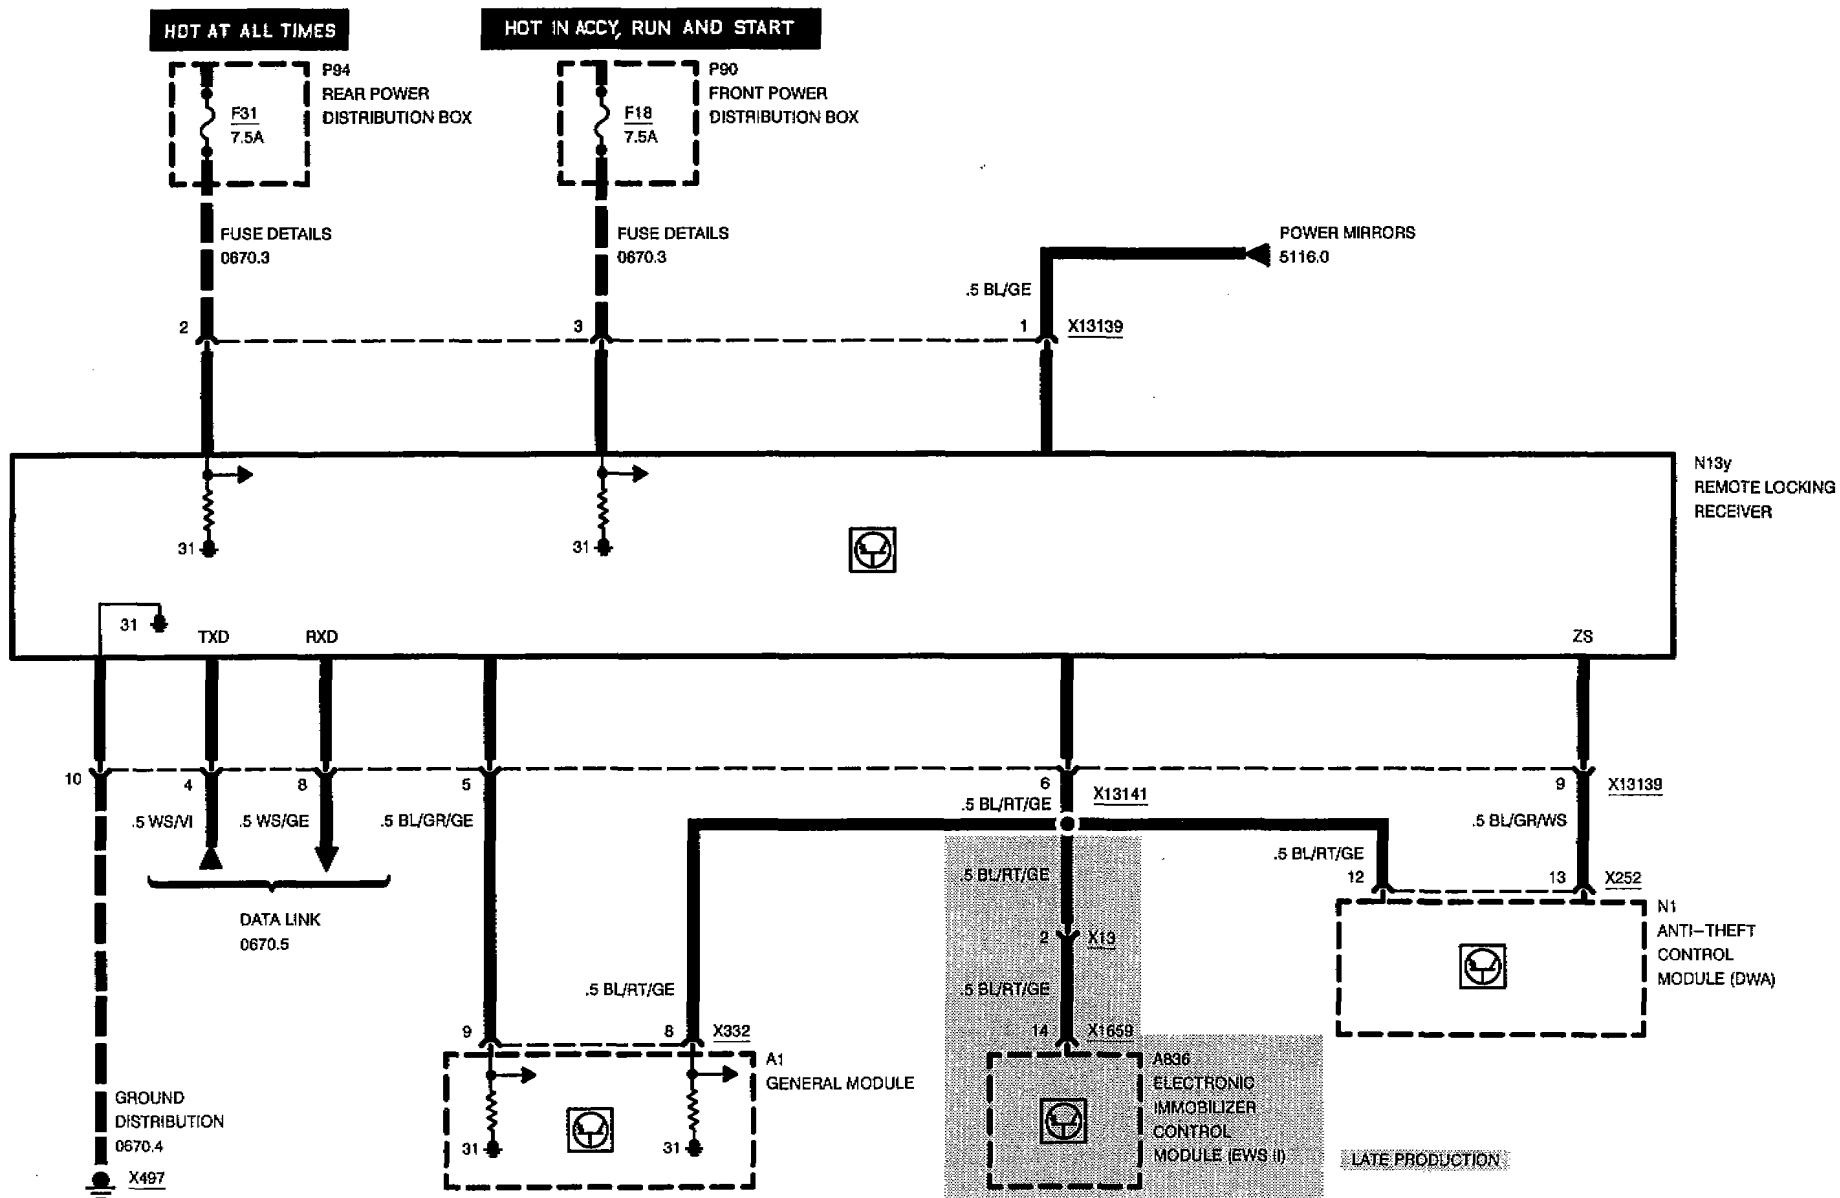 HOT AT ALL TIMES
HOT IN ACCY, RUN AND START
P94
REAR POWER
DISTRIBUTION BOX
F31
7.5A
P90
FRONT POWER
DISTRIBUTION BOX
F18
7.5A
FUSE DETAILS
0670.3
FUSE DETAILS
0670.3
POWER MIRRORS
5116.0
.5 BL/GE
2
3
1
X13139
N13y
REMOTE LOCKING
RECEIVER
31
31
31
TXD
RXD
ZS
10
4
8
5
6
X13141
9
X13139
.5 WS/VI
.5 WS/GE
.5 BL/GR/GE
.5 BL/RT/GE
.5 BL/GR/WS
DATA LINK
0670.5
.5 BL/RT/GE
.5 BL/RT/GE
12
13
X252
N1
ANTI-THEFT
CONTROL
MODULE (DWA)
2
X13
.5 BL/RT/GE
.5 BL/RT/GE
9
8
X332
14
X1659
A1
GENERAL MODULE
31
31
A836
ELECTRONIC
IMMOBILIZER
CONTROL
MODULE (EWS II)
LATE PRODUCTION
GROUND
DISTRIBUTION
0670.4
X497